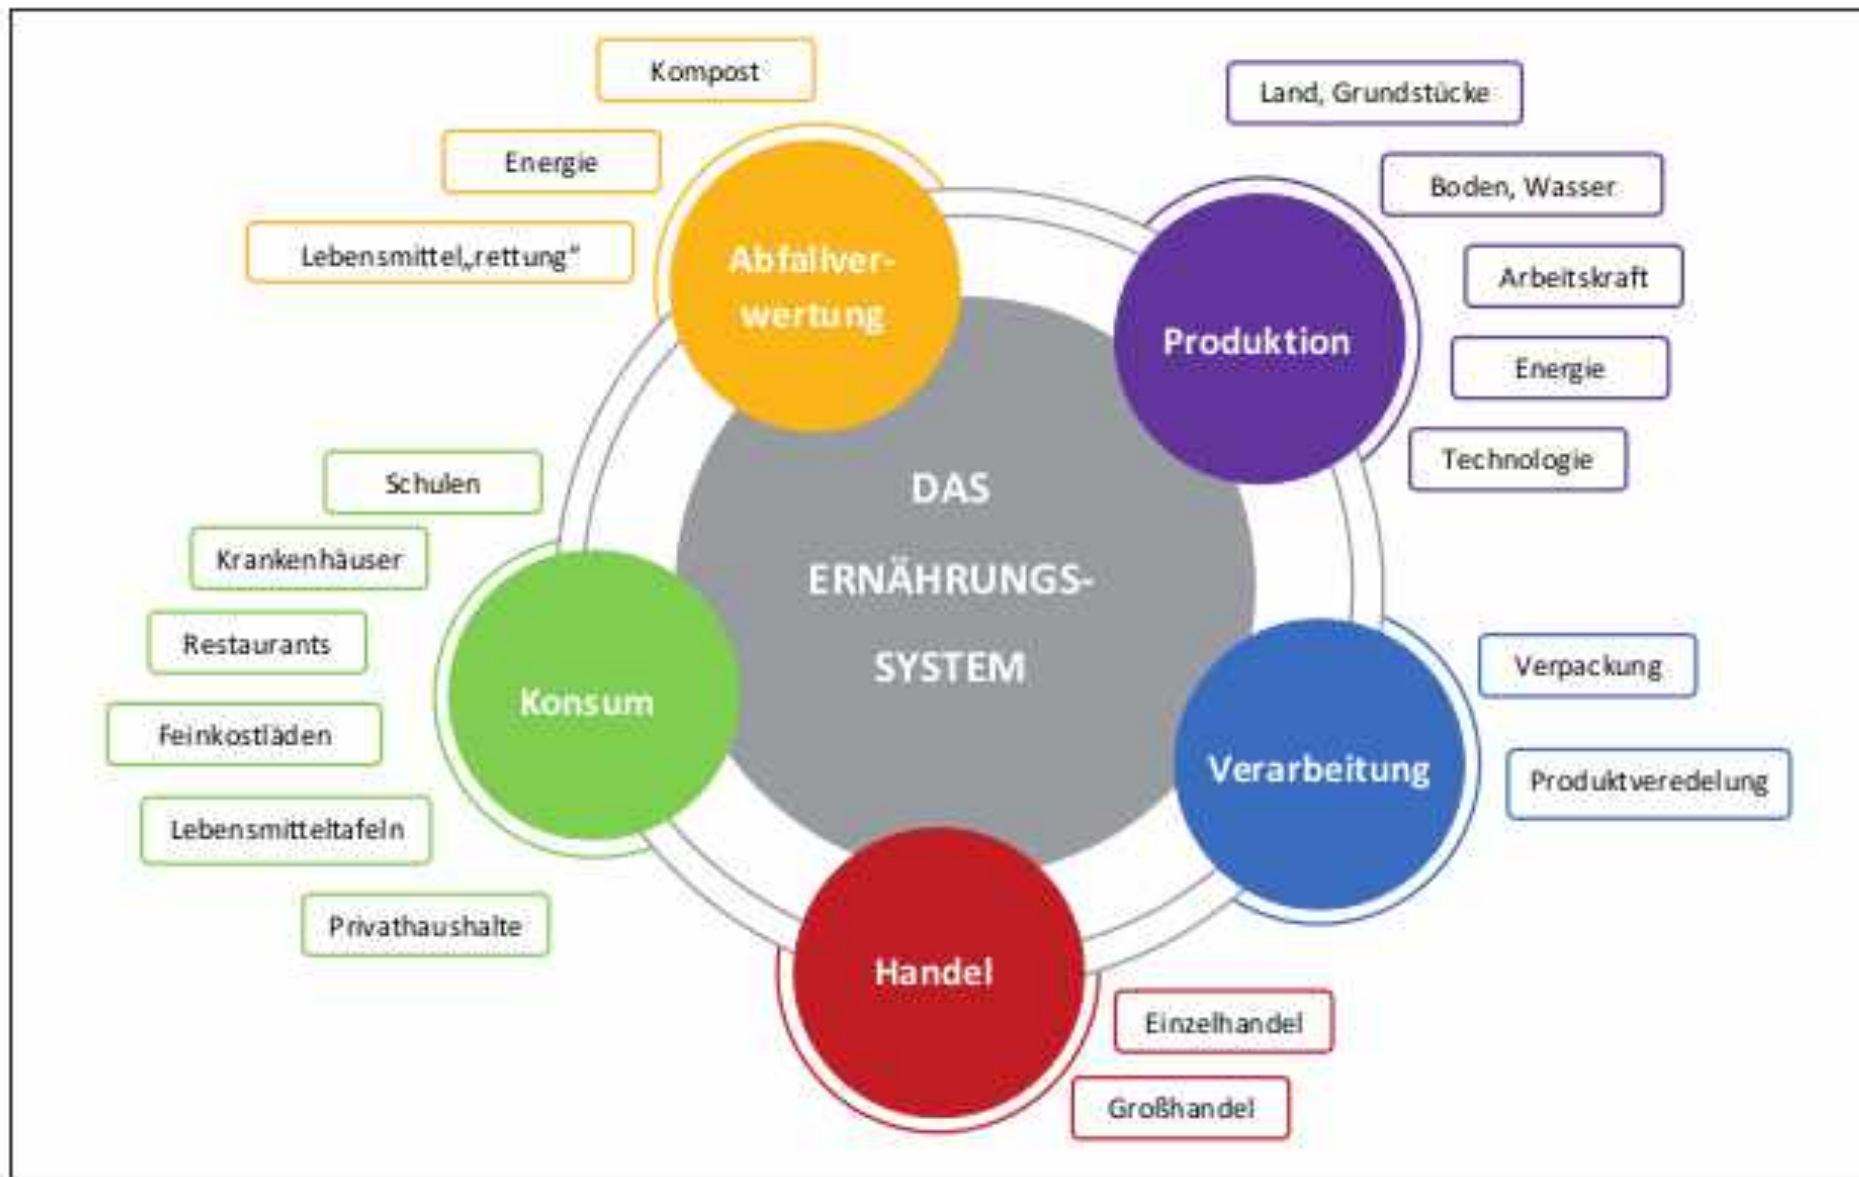 Kompost
Energie
Lebensmittel„rettung“
Abfallver-
wertung
Land, Grundstücke
Boden, Wasser
Arbeitskraft
Energie
Technologie
Produktion
DAS
ERNÄHRUNGS-
SYSTEM
Schulen
Krankenhäuser
Restaurants
Feinkostläden
Lebensmitteltafeln
Privathaushalte
Konsum
Verpackung
Produktveredelung
Verarbeitung
Handel
Einzelhandel
Großhandel